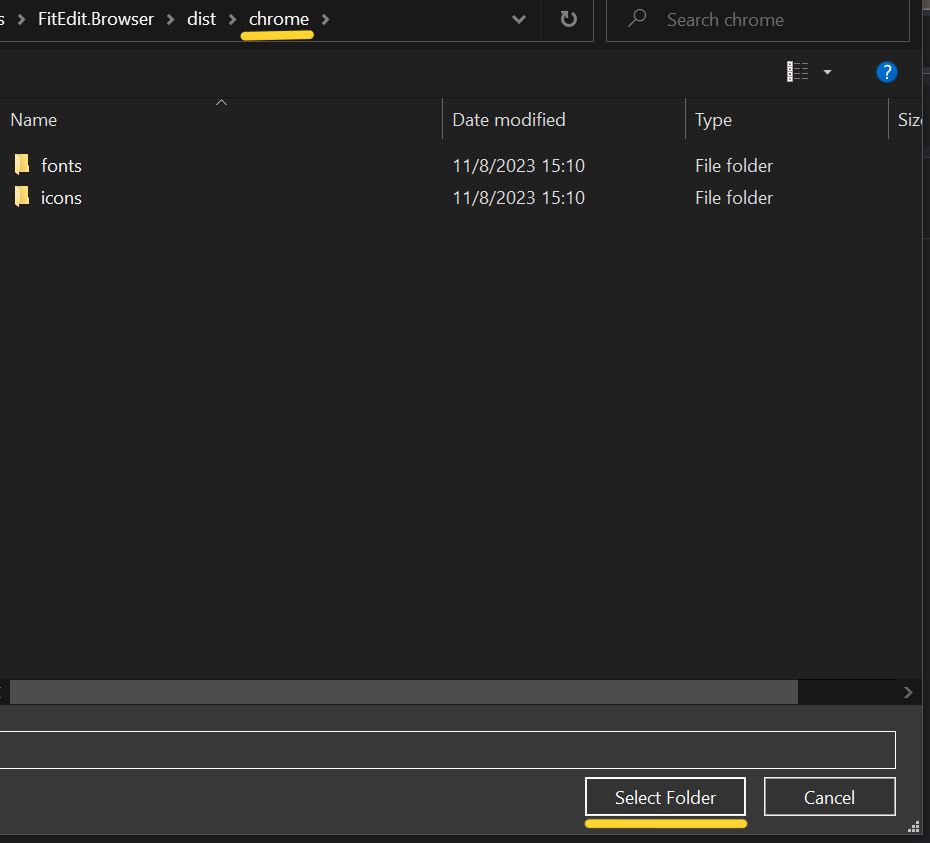 s > FitEdit.Browser > dist > chrome >
Search chrome
?
Name Date modified Type Siz
fonts 11/8/2023 15:10 File folder
icons 11/8/2023 15:10 File folder
Select Folder Cancel